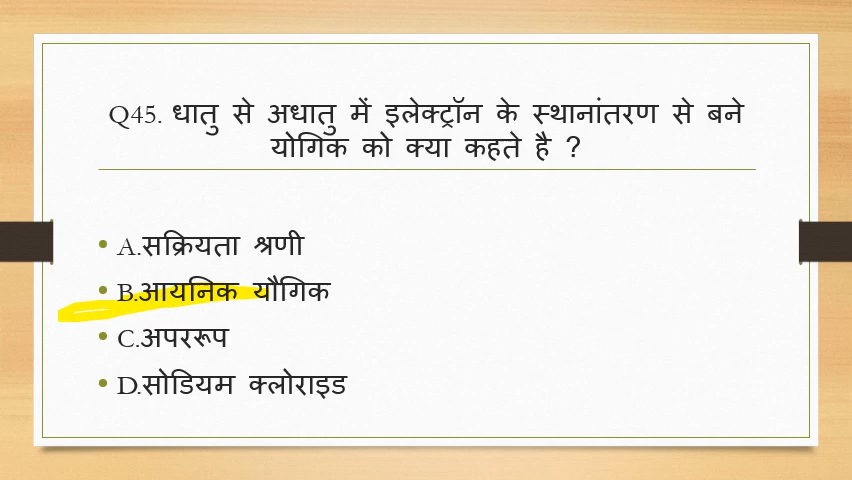 Q45. धातु से अधातु में इलेक्ट्रॉन के स्थानांतरण से बने
योगिक को क्या कहते है ?
• A.सक्रियता श्रणी
• B.आयनिक यौगिक
• C.अपररूप
• D.सोडियम क्लोराइड